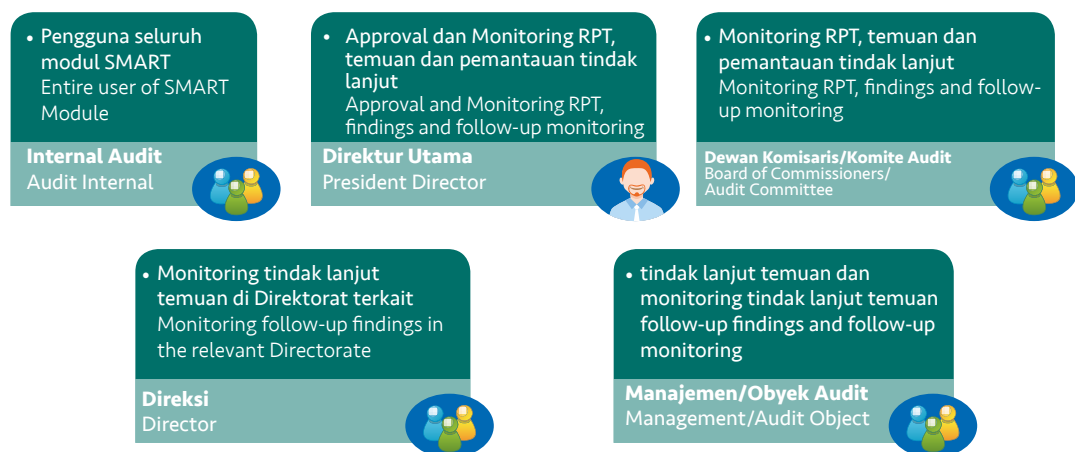 • Pengguna seluruh
modul SMART
Entire user of SMART
Module
Internal Audit
Audit Internal
• Approval dan Monitoring RPT,
temuan dan pemantauan tindak
lanjut
Approval and Monitoring RPT,
findings and follow-up monitoring
Direktur Utama
President Director
• Monitoring RPT, temuan dan
pemantauan tindak lanjut
Monitoring RPT, findings and follow-
up monitoring
Dewan Komisaris/Komite Audit
Board of Commissioners/
Audit Committee
• Monitoring tindak lanjut
temuan di Direktorat terkait
Monitoring follow-up findings in
the relevant Directorate
Direksi
Director
• tindak lanjut temuan dan
monitoring tindak lanjut temuan
follow-up findings and follow-up
monitoring
Manajemen/Obyek Audit
Management/Audit Object